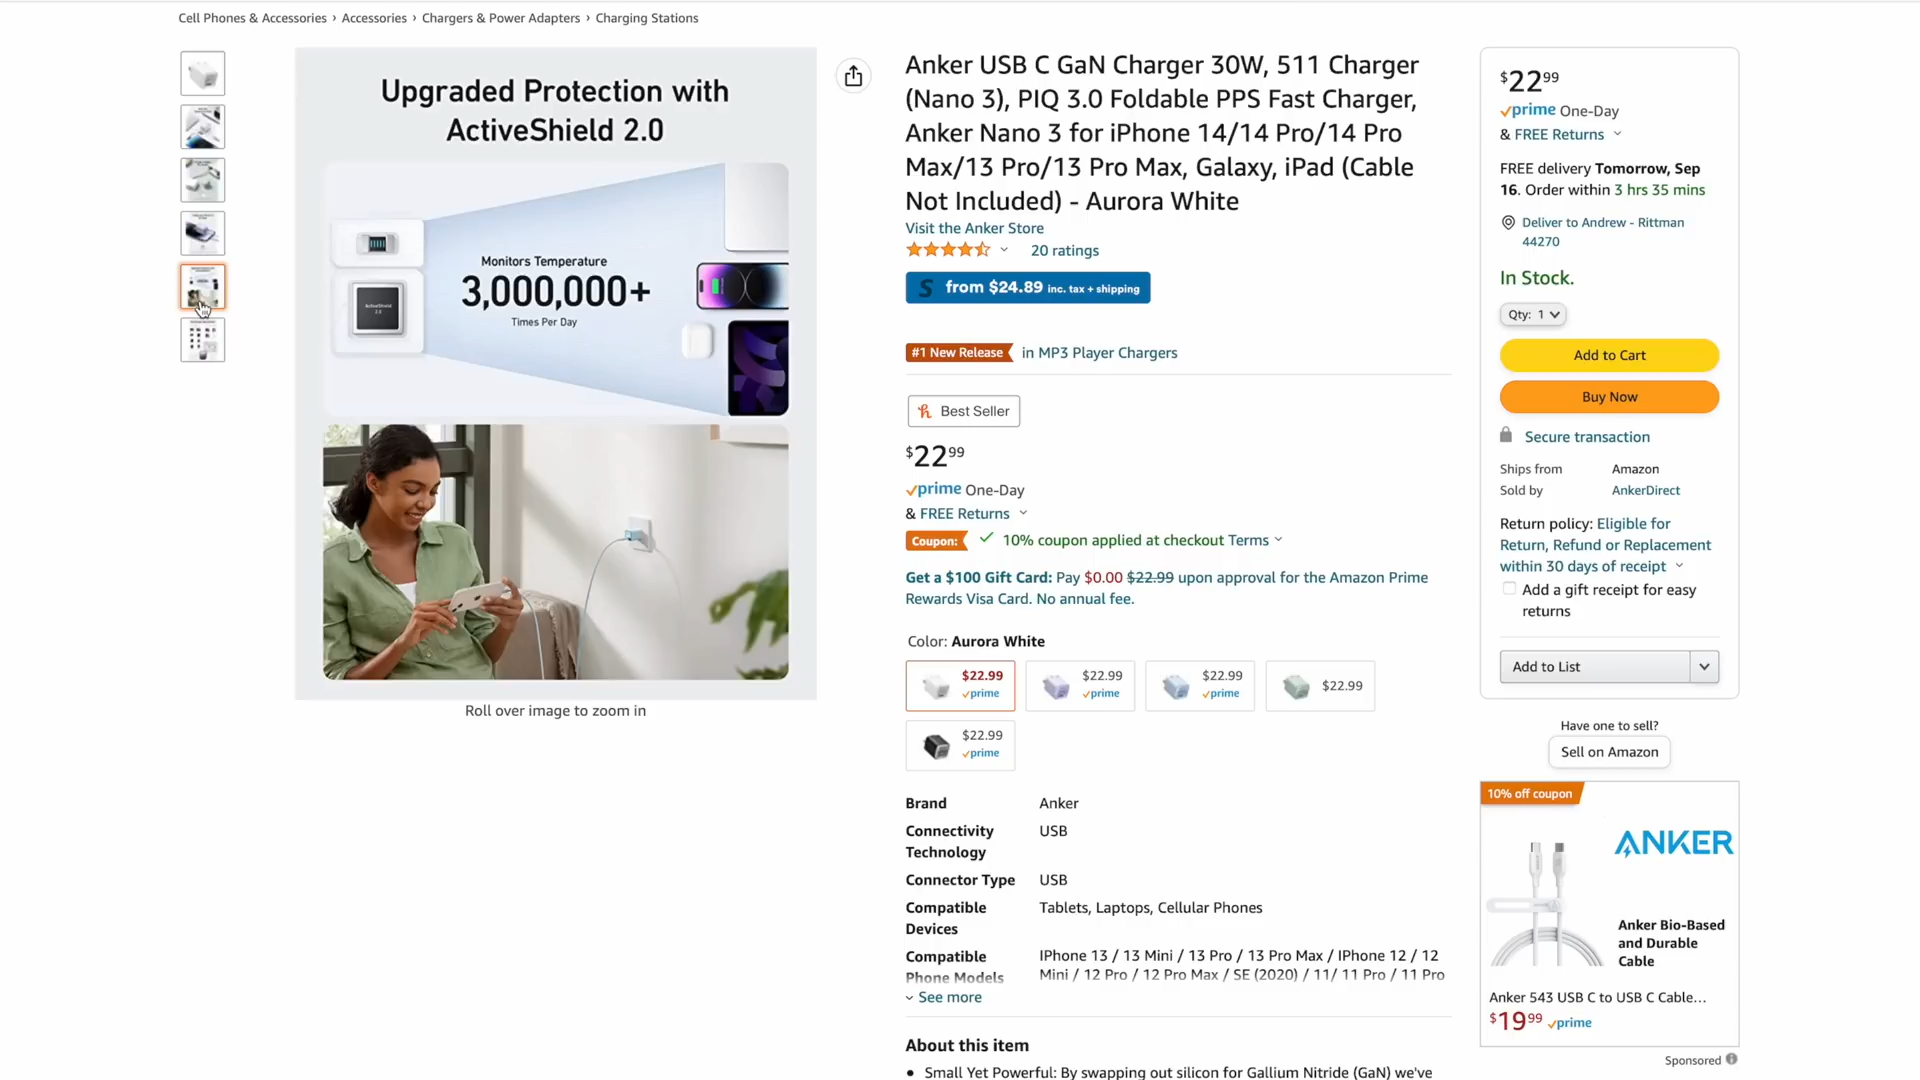 Cell Phones & Accessories › Accessories › Chargers & Power Adapters › Charging Stations
Upgraded Protection with
ActiveShield 2.0
Monitors Temperature
3,000,000+
Times Per Day
ActiveShield
2.0
Roll over image to zoom in
Anker USB C GaN Charger 30W, 511 Charger
(Nano 3), PIQ 3.0 Foldable PPS Fast Charger,
Anker Nano 3 for iPhone 14/14 Pro/14 Pro
Max/13 Pro/13 Pro Max, Galaxy, iPad (Cable
Not Included) - Aurora White
Visit the Anker Store
20 ratings
from $24.89 inc. tax + shipping
#1 New Release in MP3 Player Chargers
Best Seller
$22 99
prime One-Day
& FREE Returns
Coupon: 10% coupon applied at checkout Terms
Get a $100 Gift Card: Pay $0.00 $22.99 upon approval for the Amazon Prime
Rewards Visa Card. No annual fee.
Color: Aurora White
$22.99
prime
$22.99
prime
$22.99
prime
$22.99
$22.99
prime
Brand Anker
Connectivity USB
Technology
Connector Type USB
Compatible Tablets, Laptops, Cellular Phones
Devices
Compatible IPhone 13 / 13 Mini / 13 Pro / 13 Pro Max / IPhone 12 / 12
Phone Models Mini / 12 Pro / 12 Pro Max / SE (2020) / 11/ 11 Pro / 11 Pro
See more
About this item
• Small Yet Powerful: By swapping out silicon for Gallium Nitride (GaN) we've
$22 99
prime One-Day
& FREE Returns
FREE delivery Tomorrow, Sep
16. Order within 3 hrs 35 mins
Deliver to Andrew - Rittman
44270
In Stock.
Qty: 1
Add to Cart
Buy Now
Secure transaction
Ships from Amazon
Sold by AnkerDirect
Return policy: Eligible for
Return, Refund or Replacement
within 30 days of receipt
Add a gift receipt for easy
returns
Add to List
Have one to sell?
Sell on Amazon
10% off coupon
ANKER
Anker Bio-Based
and Durable
Cable
Anker 543 USB C to USB C Cable...
$19 99 prime
Sponsored